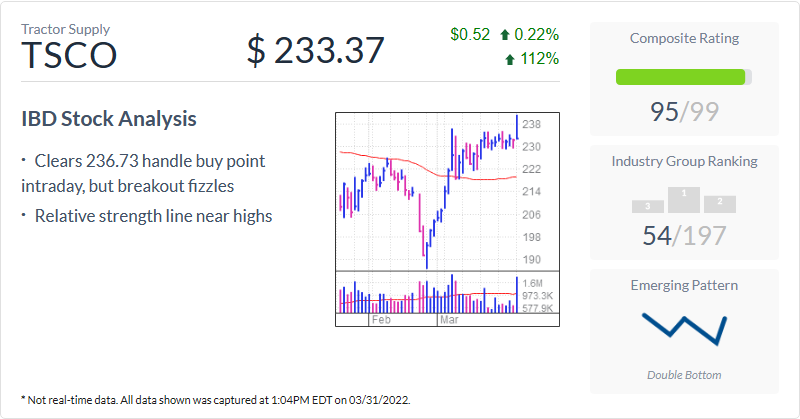 Tractor Supply
TSCO
$ 233.37
$0.52 0.22%
112%
IBD Stock Analysis
· Clears 236.73 handle buy point
intraday, but breakout fizzles
· Relative strength line near highs
238
230
222
214
206
198
190
1.6M
973.3K
577.9K
Feb
Mar
Composite Rating
95/99
Industry Group Ranking
3
1
2
54/197
Emerging Pattern
Double Bottom
* Not real-time data. All data shown was captured at 1:04PM EDT on 03/31/2022.